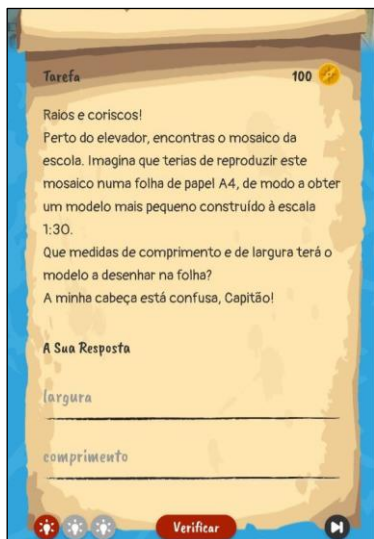 Tarefa 100
Raios e coriscos!
Perto do elevador, encontras o mosaico da
escola. Imagina que terias de reproduzir este
mosaico numa folha de papel A4, de modo a obter
um modelo mais pequeno construído à escala
1:30.
Que medidas de comprimento e de largura terá o
modelo a desenhar na folha?
A minha cabeça está confusa, Capitão!
A Sua Resposta
largura
comprimento
Verificar